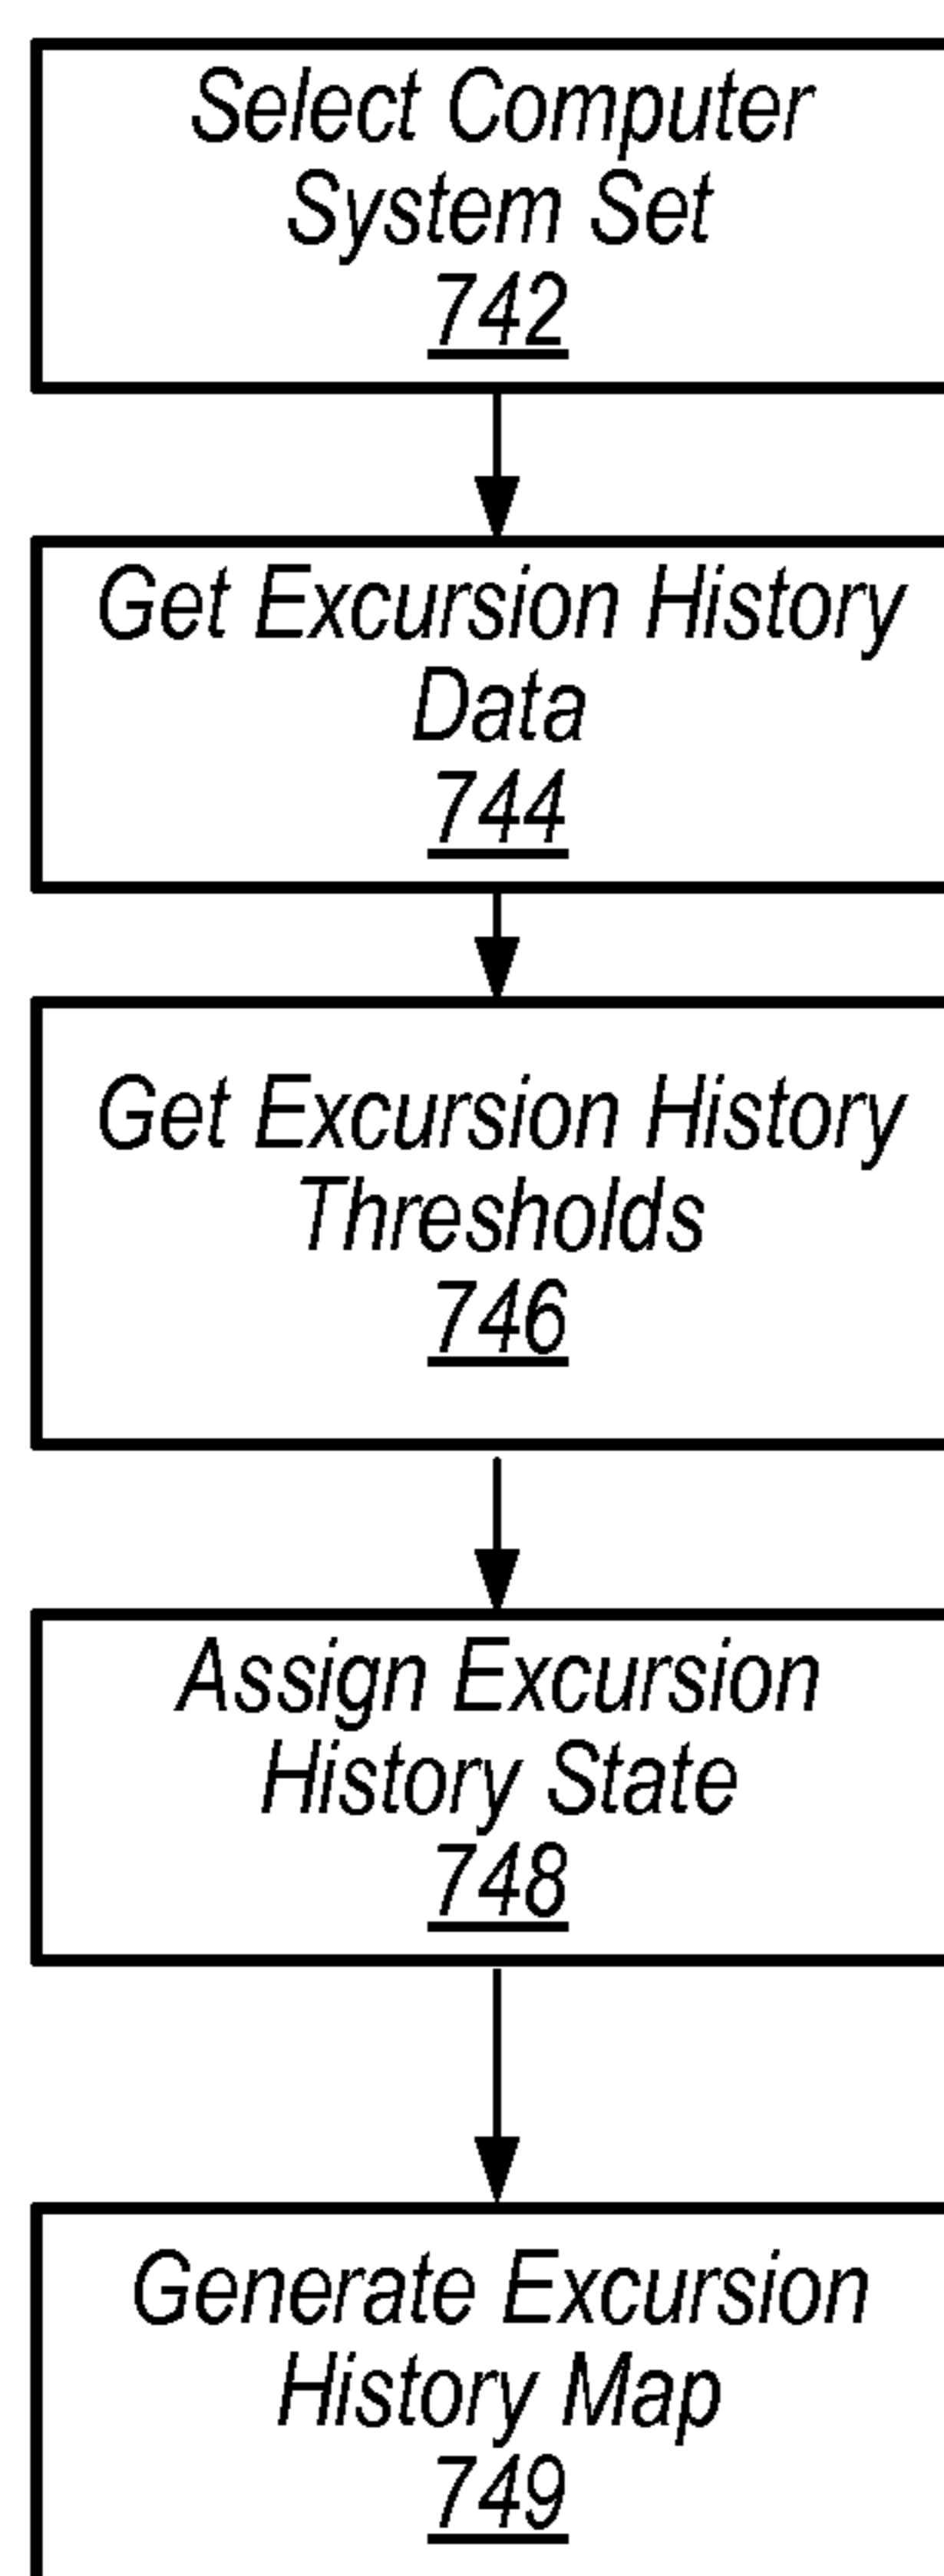 Select Computer
System Set
742
Get Excursion History
Data
744
Get Excursion History
Thresholds
746
Assign Excursion
History State
748
Generate Excursion
History Map
749